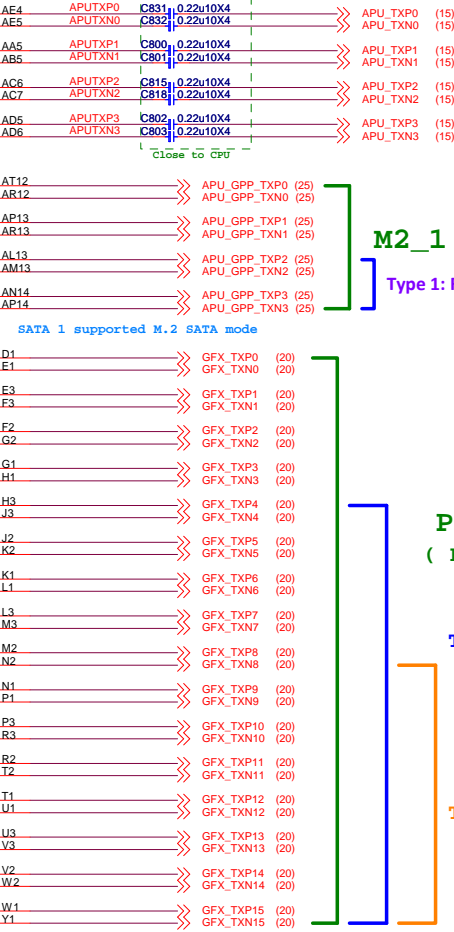 AE4 APUTXP0 C831 0.22u10X4 APU_TXP0 (15)
AE5 APUTXN0 C832 0.22u10X4 APU_TXN0 (15)
AA5 APUTXP1 C800 0.22u10X4 APU_TXP1 (15)
AB5 APUTXN1 C801 0.22u10X4 APU_TXN1 (15)
AC6 APUTXP2 C815 0.22u10X4 APU_TXP2 (15)
AC7 APUTXN2 C818 0.22u10X4 APU_TXN2 (15)
AD5 APUTXP3 C802 0.22u10X4 APU_TXP3 (15)
AD6 APUTXN3 C803 0.22u10X4 APU_TXN3 (15)
Close to CPU
AT12 APU_GPP_TXP0 (25)
AR12 APU_GPP_TXN0 (25)
AP13 APU_GPP_TXP1 (25)
AR13 APU_GPP_TXN1 (25)
M2_1
AL13 APU_GPP_TXP2 (25)
AM13 APU_GPP_TXN2 (25)
Type 1:
AN14 APU_GPP_TXP3 (25)
AP14 APU_GPP_TXN3 (25)
SATA 1 supported M.2 SATA mode
D1 GFX_TXP0 (20)
E1 GFX_TXN0 (20)
E3 GFX_TXP1 (20)
F3 GFX_TXN1 (20)
F2 GFX_TXP2 (20)
G2 GFX_TXN2 (20)
G1 GFX_TXP3 (20)
H1 GFX_TXN3 (20)
H3 GFX_TXP4 (20)
J3 GFX_TXN4 (20)
P
J2 GFX_TXP5 (20)
K2 GFX_TXN5 (20)
(
K1 GFX_TXP6 (20)
L1 GFX_TXN6 (20)
L3 GFX_TXP7 (20)
M3 GFX_TXN7 (20)
M2 GFX_TXP8 (20)
N2 GFX_TXN8 (20)
N1 GFX_TXP9 (20)
P1 GFX_TXN9 (20)
P3 GFX_TXP10 (20)
R3 GFX_TXN10 (20)
R2 GFX_TXP11 (20)
T2 GFX_TXN11 (20)
T1 GFX_TXP12 (20)
U1 GFX_TXN12 (20)
U3 GFX_TXP13 (20)
V3 GFX_TXN13 (20)
V2 GFX_TXP14 (20)
W2 GFX_TXN14 (20)
W1 GFX_TXP15 (20)
Y1 GFX_TXN15 (20)